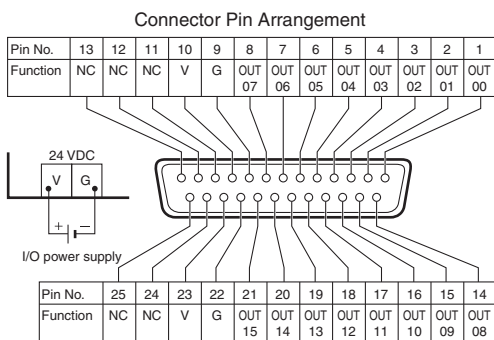 Connector Pin Arrangement
Pin No. 13 12 11 10 9 8 7 6 5 4 3 2 1
Function NC NC NC V G OUT OUT OUT OUT OUT OUT OUT OUT
07 06 05 04 03 02 01 00
24 VDC
V G
+ −
I/O power supply
Pin No. 25 24 23 22 21 20 19 18 17 16 15 14
Function NC NC V G OUT OUT OUT OUT OUT OUT OUT OUT
15 14 13 12 11 10 09 08